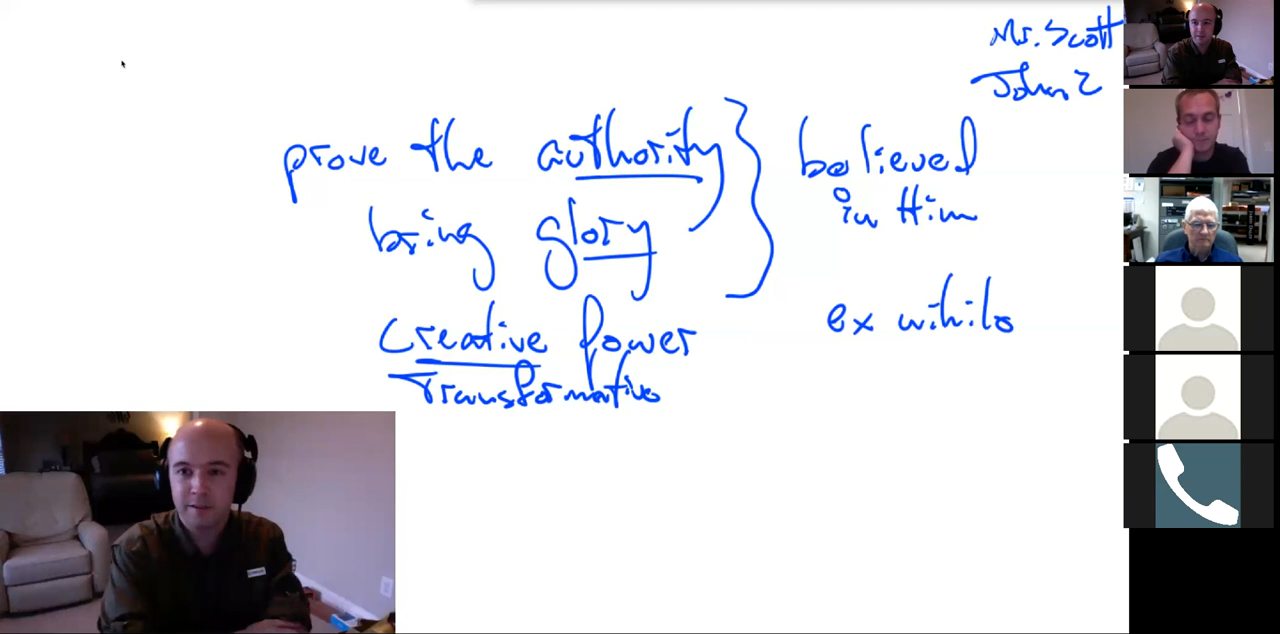 Mr. Scott
John 2
prove the authority
believed
in Him
bring glory
creative power
ex nihilo
Transformative